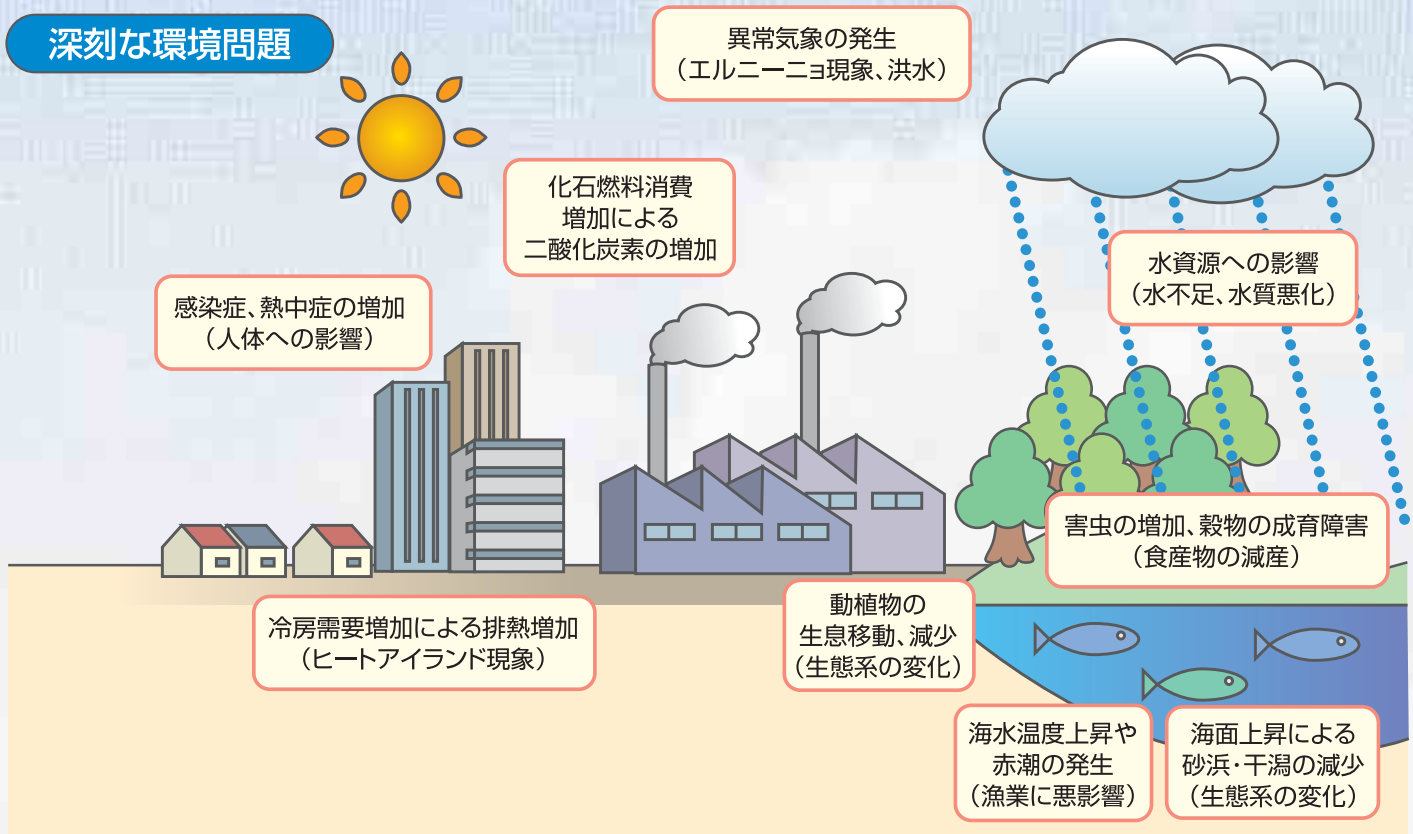 深刻な環境問題
異常気象の発生
（エルニーニョ現象、洪水）
化石燃料消費
増加による
二酸化炭素の増加
水資源への影響
（水不足、水質悪化）
感染症、熱中症の増加
（人体への影響）
害虫の増加、穀物の成育障害
（食産物の減産）
冷房需要増加による排熱増加
（ヒートアイランド現象）
動植物の
生息移動、減少
（生態系の変化）
海水温度上昇や
赤潮の発生
（漁業に悪影響）
海面上昇による
砂浜・干潟の減少
（生態系の変化）